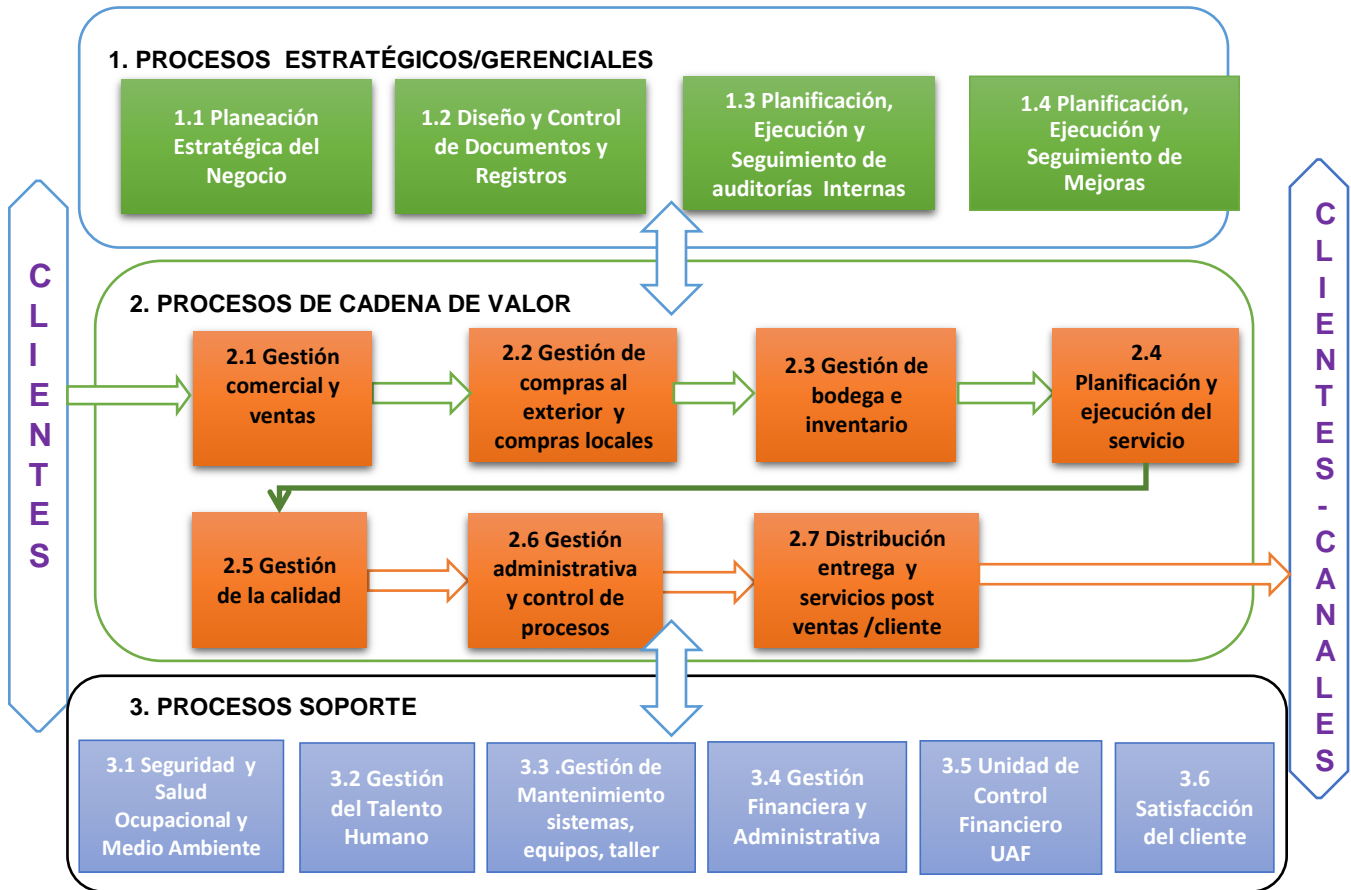 1. PROCESOS ESTRATÉGICOS/GERENCIALES
1.1 Planeación
Estratégica del
Negocio
1.2 Diseño y Control
de Documentos y
Registros
1.3 Planificación,
Ejecución y
Seguimiento de
auditorías Internas
1.4 Planificación,
Ejecución y
Seguimiento de
Mejoras
CLIENTES
2. PROCESOS DE CADENA DE VALOR
2.1 Gestión
comercial y
ventas
2.2 Gestión de
compras al
exterior y
compras locales
2.3 Gestión de
bodega e
inventario
2.4
Planificación y
ejecución del
servicio
2.5 Gestión
de la calidad
2.6 Gestión
administrativa
y control de
procesos
2.7 Distribución
entrega y
servicios post
ventas /cliente
CLIENTES-CANALES
3. PROCESOS SOPORTE
3.1 Seguridad y
Salud
Ocupacional y
Medio Ambiente
3.2 Gestión
del Talento
Humano
3.3 .Gestión de
Mantenimiento
sistemas,
equipos, taller
3.4 Gestión
Financiera y
Administrativa
3.5 Unidad de
Control
Financiero
UAF
3.6
Satisfacción
del cliente